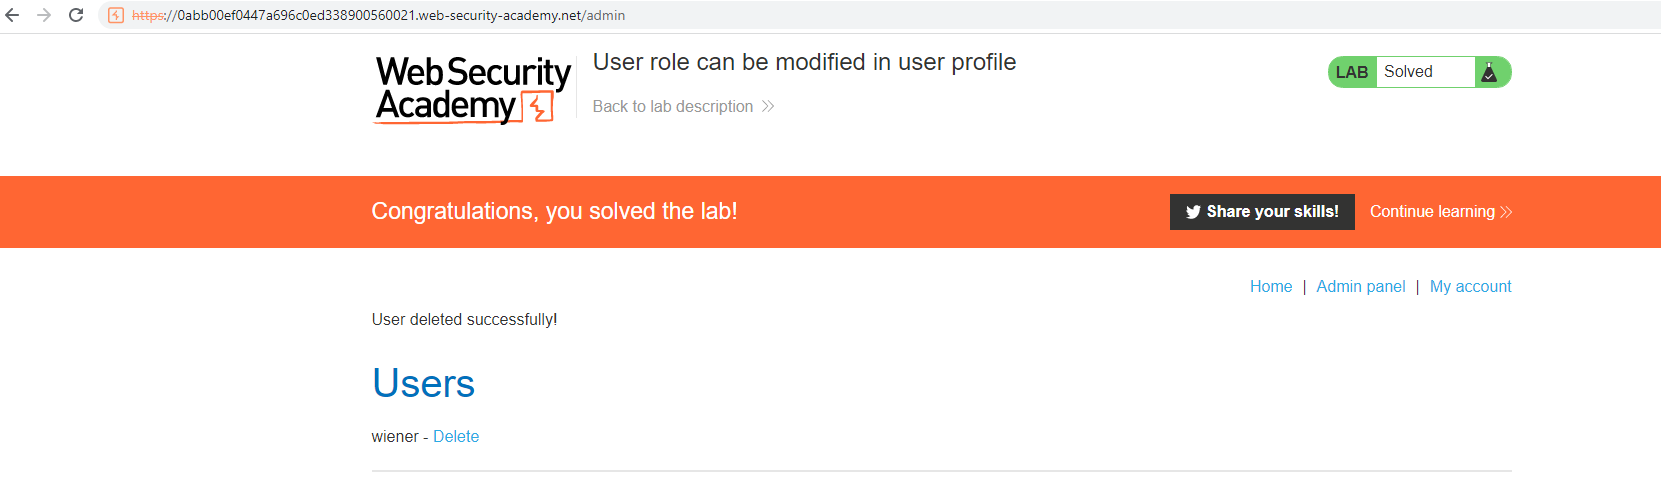 https://0abb00ef0447a696c0ed338900560021.web-security-academy.net/admin
Web Security
Academy
User role can be modified in user profile
Back to lab description
LAB Solved
Congratulations, you solved the lab!
Share your skills!
Continue learning
Home | Admin panel | My account
User deleted successfully!
Users
wiener - Delete